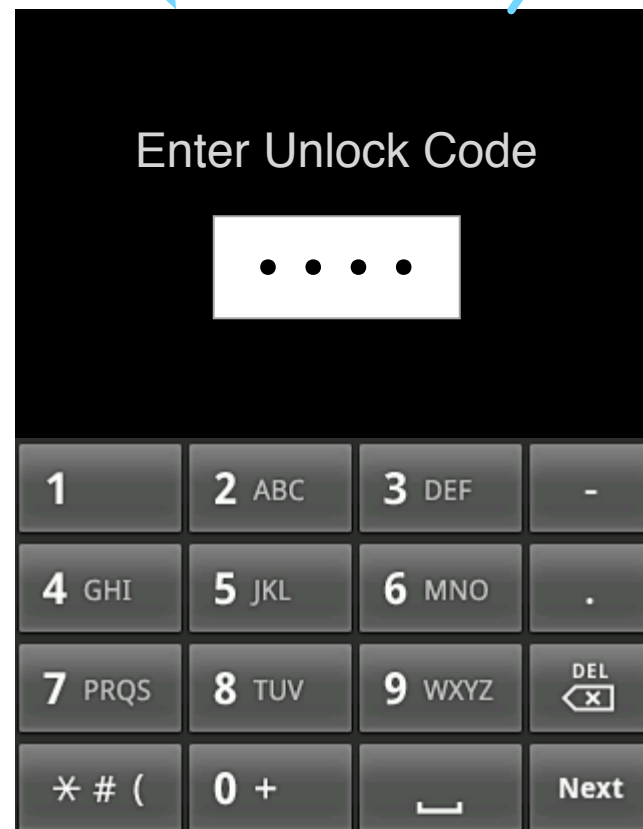 Enter Unlock Code
• • • •
1 2 ABC 3 DEF -
4 GHI 5 JKL 6 MNO .
7 PRQS 8 TUV 9 WXYZ DEL
* # ( 0 + Next